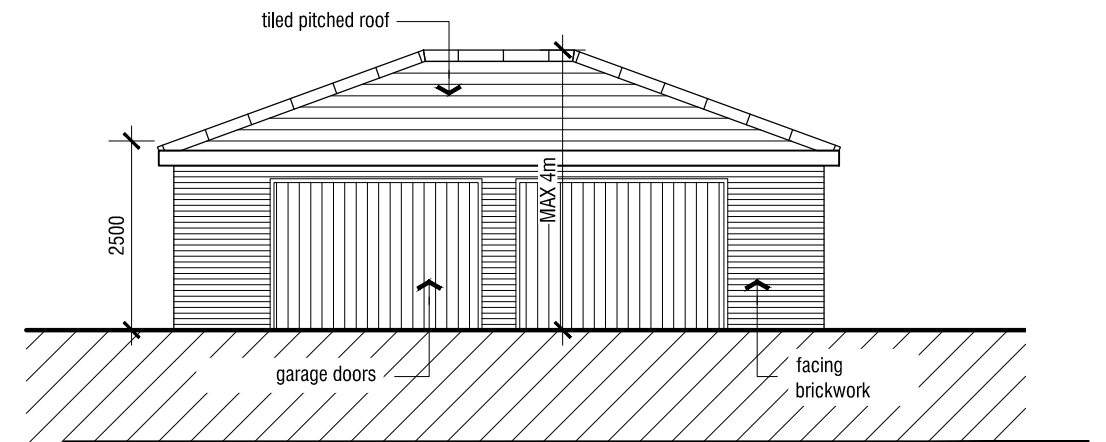 tiled pitched roof
MAX 4m
2500
garage doors
facing
brickwork